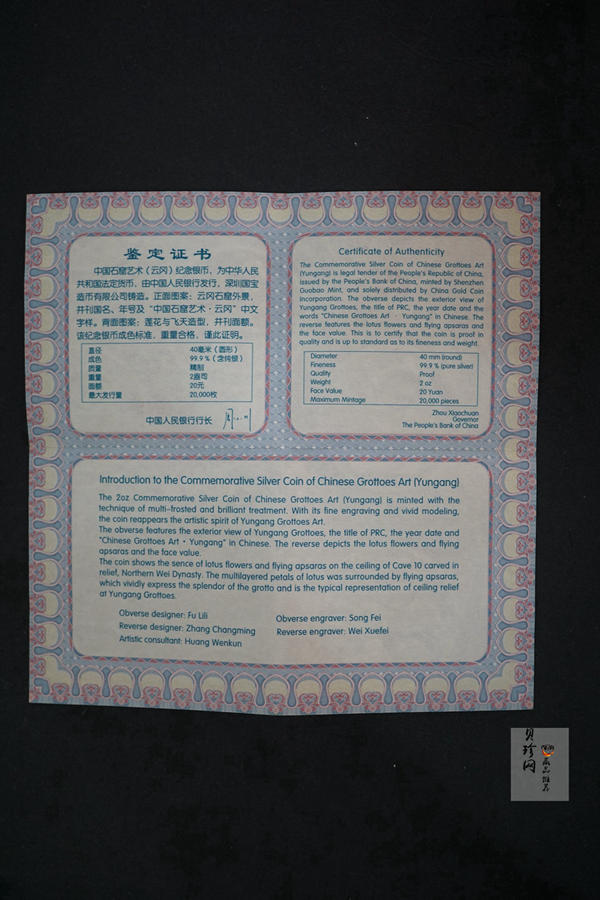 鉴定证书
中国石窟艺术（云冈）纪念银币，为中华人民
共和国法定货币，由中国人民银行发行，深圳国宝
造币有限公司铸造。正面图案：云冈石窟外景，
并刊国名、年号及“中国石窟艺术·云冈”中文
字样。背面图案：莲花与飞天造型，并刊面额。
该纪念银币成色标准，重量合格，谨此证明。
直径 40毫米（圆形）
成色 99.9％（含纯银）
质量 精制
重量 2盎司
面额 20元
最大发行量 20,000枚
中国人民银行行长
Certificate of Authenticity
The Commemorative Silver Coin of Chinese Grottoes Art
(Yungang) is legal tender of the People's Republic of China,
issued by the People's Bank of China, minted by Shenzhen
Guobao Mint, and solely distributed by China Gold Coin
Incorporation. The obverse depicts the exterior view of
Yungang Grottoes, the title of PRC, the year date and the
words "Chinese Grottoes Art · Yungang" in Chinese. The
reverse features the lotus flowers and flying apsaras and
the face value. This is to certify that the coin is proof in
quality and is up to standard as to its fineness and weight.
Diameter 40 mm (round)
Fineness 99.9 % (pure silver)
Quality Proof
Weight 2 oz
Face Value 20 Yuan
Maximum Mintage 20,000 pieces
Zhou Xiaochuan
Governor
The People's Bank of China
Introduction to the Commemorative Silver Coin of Chinese Grottoes Art (Yungang)
The 2oz Commemorative Silver Coin of Chinese Grottoes Art (Yungang) is minted with the
technique of multi-frosted and brilliant treatment. With its fine engraving and vivid modeling,
the coin reappears the artistic spirit of Yungang Grottoes Art.
The obverse features the exterior view of Yungang Grottoes, the title of PRC, the year date and
"Chinese Grottoes Art · Yungang" in Chinese. The reverse depicts the lotus flowers and flying
apsaras and the face value.
The coin shows the sence of lotus flowers and flying apsaras on the ceiling of Cave 10 carved in
relief, Northern Wei Dynasty. The multilayered petals of lotus was surrounded by flying apsaras,
which vividly express the splendor of the grotto and is the typical representation of ceiling relief
at Yungang Grottoes.
Obverse designer: Fu Lili
Obverse engraver: Song Fei
Reverse designer: Zhang Changming
Reverse engraver: Wei Xuefei
Artistic consultant: Huang Wenkun
贝珍网
藏品推荐